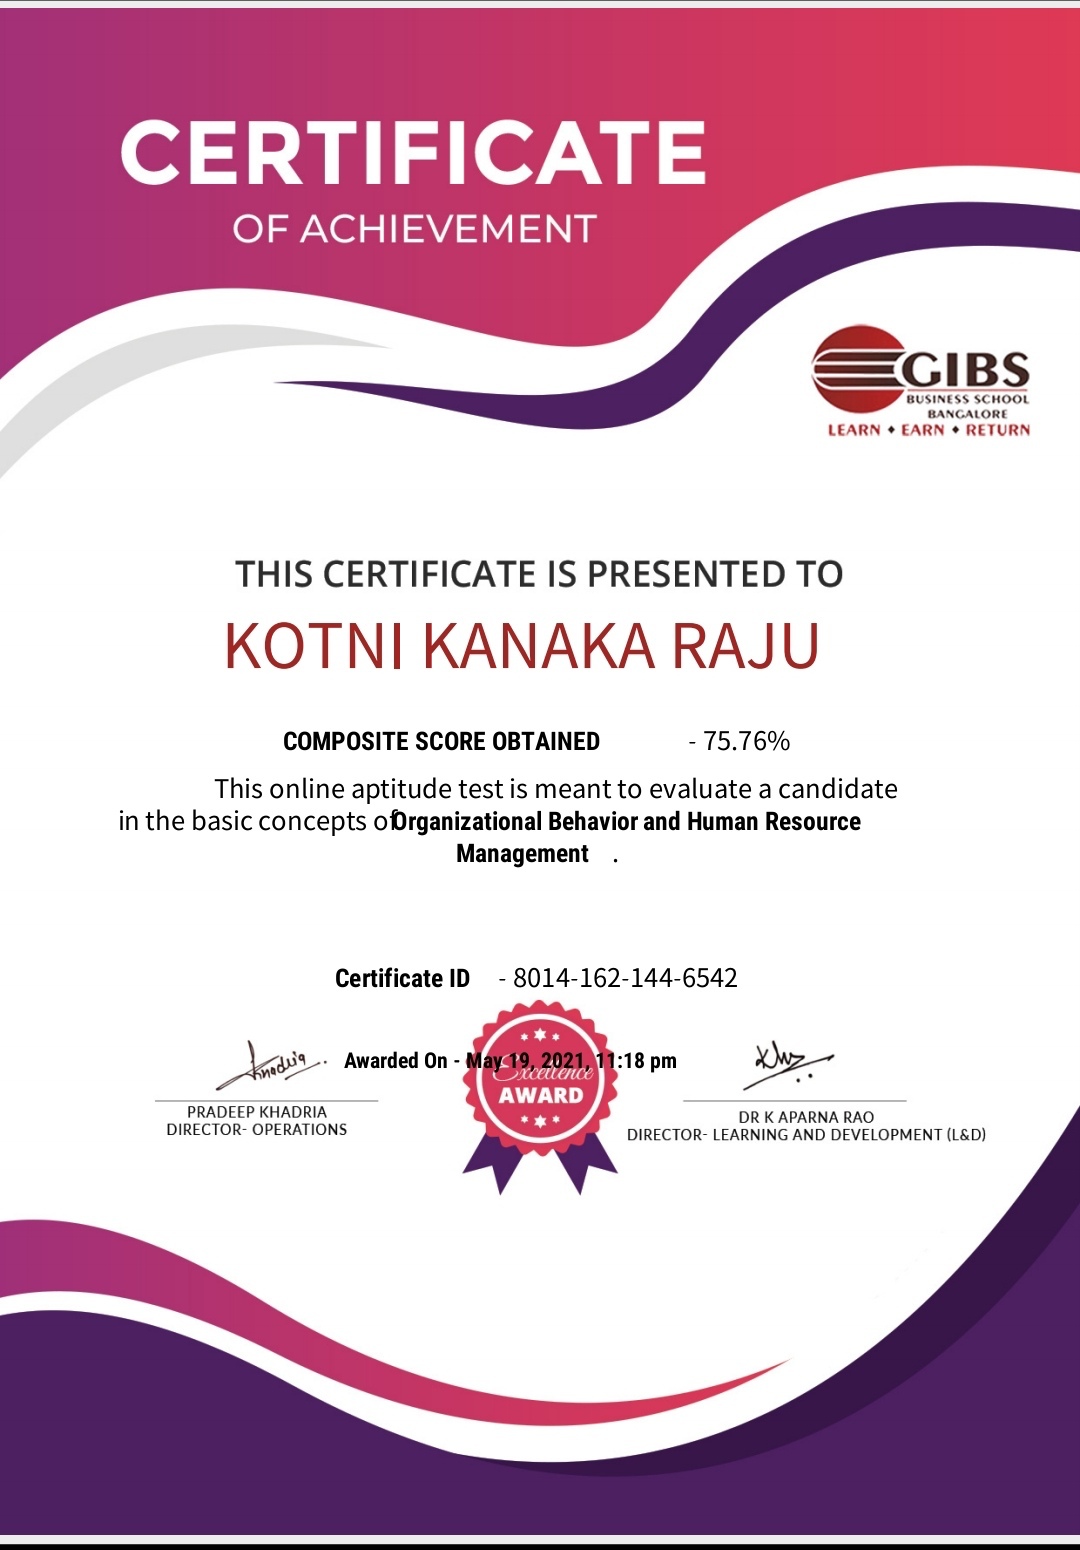 CERTIFICATE
OF ACHIEVEMENT
GIBS
BUSINESS SCHOOL
BANGALORE
LEARN ♦ EARN ♦ RETURN
THIS CERTIFICATE IS PRESENTED TO
KOTNI KANAKA RAJU
COMPOSITE SCORE OBTAINED - 75.76%
This online aptitude test is meant to evaluate a candidate
in the basic concepts of Organizational Behavior and Human Resource
Management .
Certificate ID - 8014-162-144-6542
Awarded On - May 19, 2021, 11:18 pm
Excellence
AWARD
PRADEEP KHADRIA
DIRECTOR- OPERATIONS
DR K APARNA RAO
DIRECTOR- LEARNING AND DEVELOPMENT (L&D)